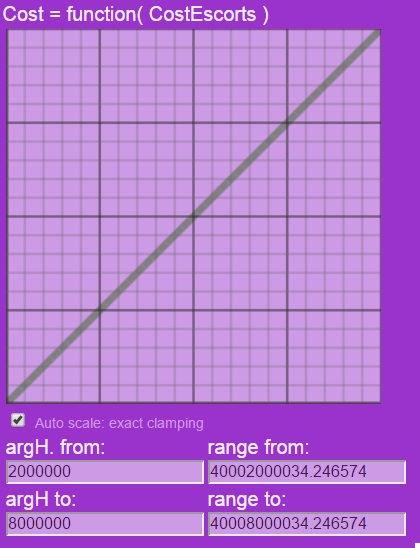 Cost = function( CostEscorts )
Auto scale: exact clamping
argH. from: range from:
2000000 40002000034.246574
argH to: range to:
8000000 40008000034.246574